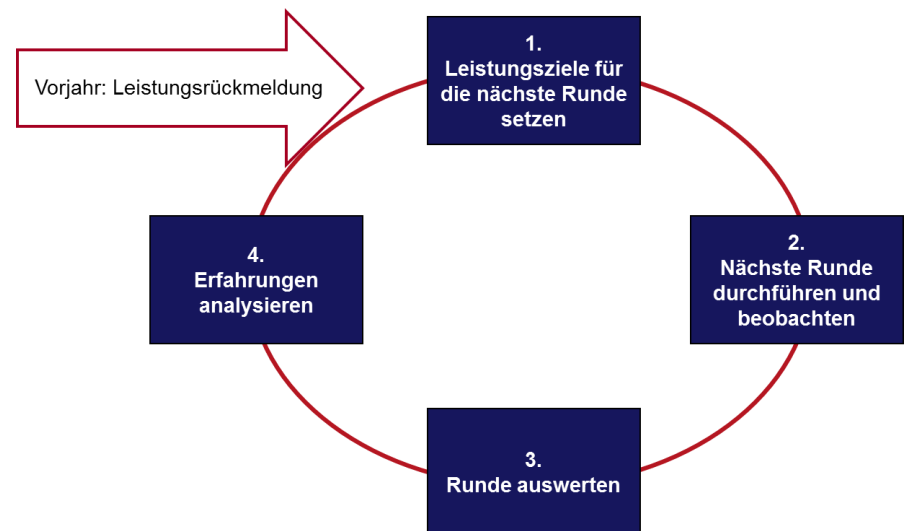 Vorjahr: Leistungsrückmeldung
1.
Leistungsziele für
die nächste Runde
setzen
2.
Nächste Runde
durchführen und
beobachten
3.
Runde auswerten
4.
Erfahrungen
analysieren